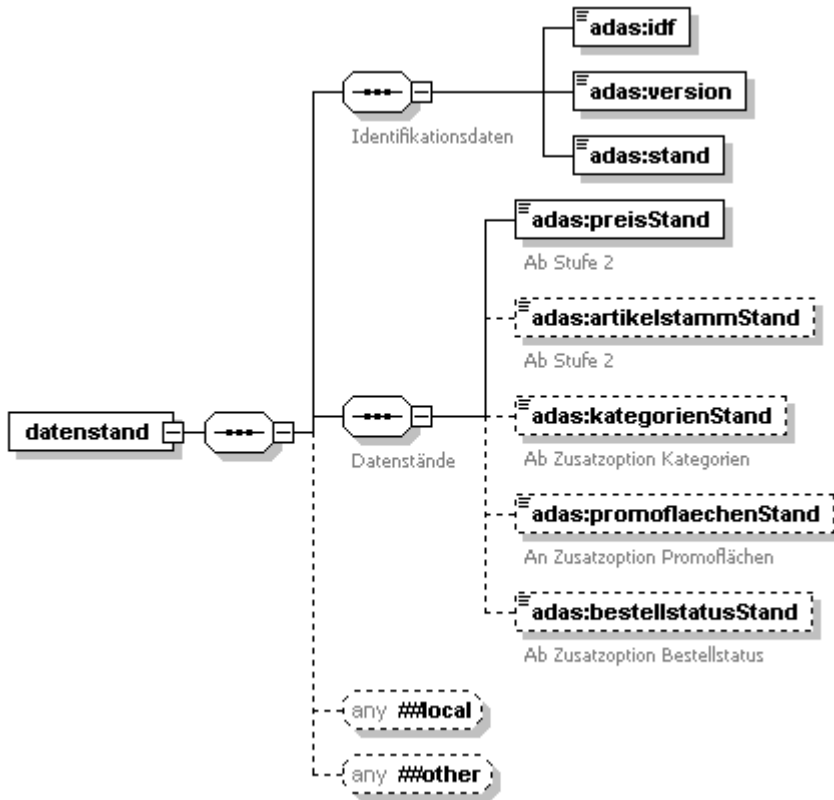 adas:idf
adas:version
Identifikationsdaten
adas:stand
adas:preisStand
Ab Stufe 2
adas:artikelstammStand
Ab Stufe 2
adas:kategorienStand
datenstand
Datenstände
Ab Zusatzoption Kategorien
adas:promoflaechenStand
An Zusatzoption Promoflächen
adas:bestellstatusStand
Ab Zusatzoption Bestellstatus
any ##local
any ##other